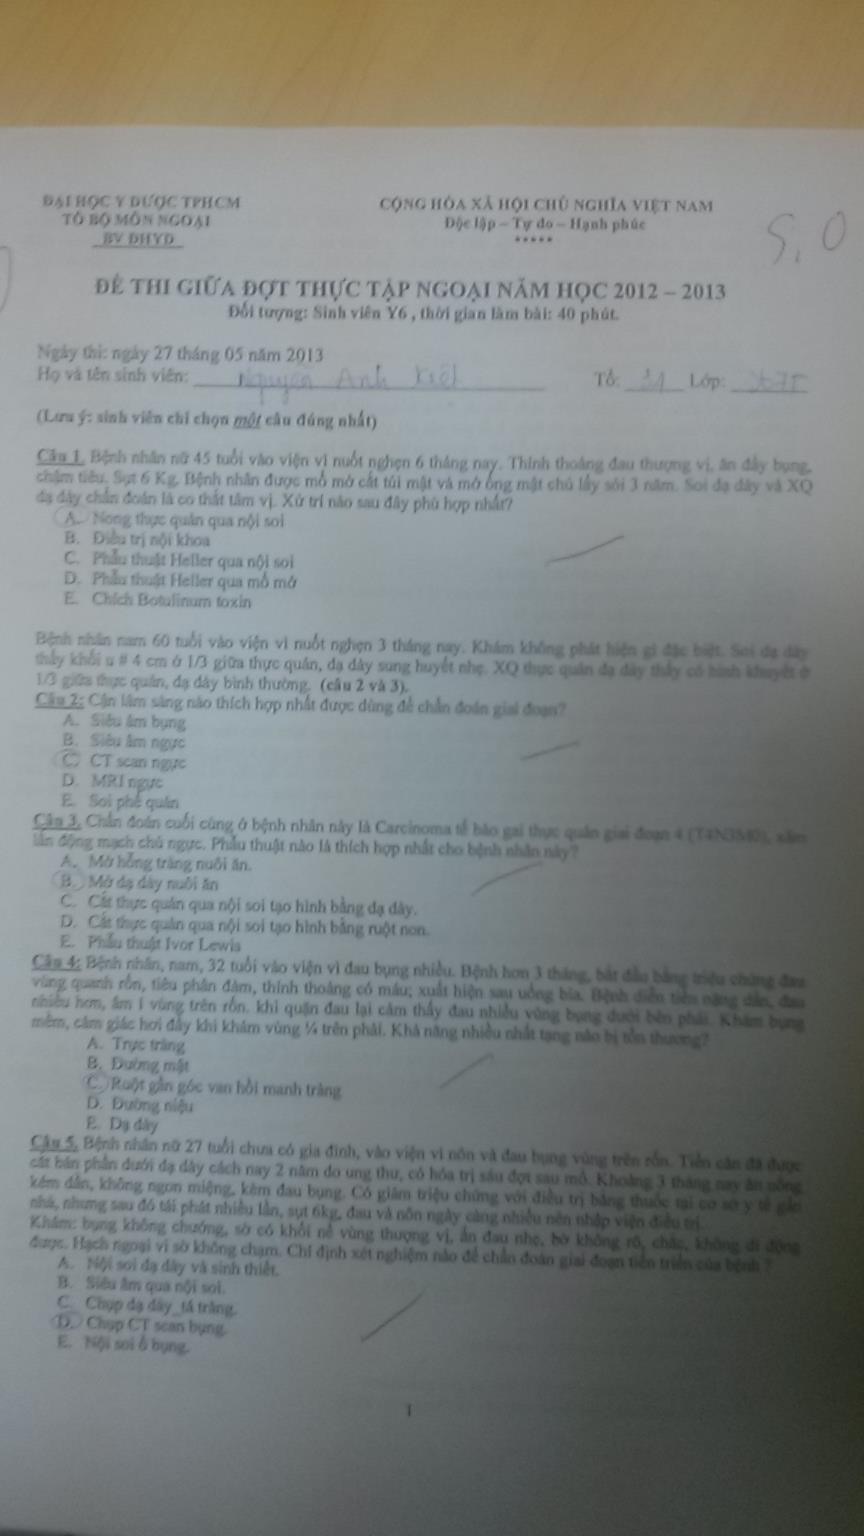 ĐẠI HỌC Y DƯỢC TPHCM
TỔ BỘ MÔN NGOẠI
BV ĐHYD
CỘNG HÒA XÃ HỘI CHỦ NGHĨA VIỆT NAM
Độc lập – Tự do – Hạnh phúc
*****
5,0
ĐỀ THI GIỮA ĐỢT THỰC TẬP NGOẠI NĂM HỌC 2012 – 2013
Đối tượng: Sinh viên Y6 , thời gian làm bài: 40 phút.
Ngày thi: ngày 27 tháng 05 năm 2013
Họ và tên sinh viên: Nguyễn Anh Kiệt Tổ: 31 Lớp:
(Lưu ý: sinh viên chỉ chọn một câu đúng nhất)
Câu 1. Bệnh nhân nữ 45 tuổi vào viện vì nuốt nghẹn 6 tháng nay. Thỉnh thoảng đau thượng vị, ăn đầy bụng,
chậm tiêu. Sụt 6 Kg. Bệnh nhân được mổ mở cắt túi mật và mở ống mật chủ lấy sỏi 3 năm. Soi dạ dày và XQ
dạ dày chẩn đoán là co thắt tâm vị. Xử trí nào sau đây phù hợp nhất?
A. Nong thực quản qua nội soi
B. Điều trị nội khoa
C. Phẫu thuật Heller qua nội soi
D. Phẫu thuật Heller qua mổ mở
E. Chích Botulinum toxin
Bệnh nhân nam 60 tuổi vào viện vì nuốt nghẹn 3 tháng nay. Khám không phát hiện gì đặc biệt. Soi dạ dày
thấy khối u # 4 cm ở 1/3 giữa thực quản, dạ dày sung huyết nhẹ. XQ thực quản dạ dày thấy có hình khuyết ở
1/3 giữa thực quản, dạ dày bình thường. (câu 2 và 3).
Câu 2: Cận lâm sàng nào thích hợp nhất được dùng để chẩn đoán giai đoạn?
A. Siêu âm bụng
B. Siêu âm ngực
C. CT scan ngực
D. MRI ngực
E. Soi phế quản
Câu 3. Chẩn đoán cuối cùng ở bệnh nhân này là Carcinoma tế bào gai thực quản giai đoạn 4 (T4N3M0), xâm
lấn động mạch chủ ngực. Phẫu thuật nào là thích hợp nhất cho bệnh nhân này?
A. Mở hỗng tràng nuôi ăn.
B. Mở dạ dày nuôi ăn
C. Cắt thực quản qua nội soi tạo hình bằng dạ dày.
D. Cắt thực quản qua nội soi tạo hình bằng ruột non.
E. Phẫu thuật Ivor Lewis
Câu 4: Bệnh nhân, nam, 32 tuổi vào viện vì đau bụng nhiều. Bệnh hơn 3 tháng, bắt đầu bằng triệu chứng đau
vùng quanh rốn, tiêu phân đàm, thỉnh thoảng có máu; xuất hiện sau uống bia. Bệnh diễn tiến nặng dần, đau
nhiều hơn, âm ỉ vùng trên rốn. khi quặn đau lại cảm thấy đau nhiều vùng bụng dưới bên phải. Khám bụng
mềm, cảm giác hơi đầy khi khám vùng ¼ trên phải. Khả năng nhiều nhất tạng nào bị tổn thương?
A. Trực tràng
B. Đường mật
C. Ruột gần góc van hồi manh tràng
D. Đường niệu
E. Dạ dày
Câu 5. Bệnh nhân nữ 27 tuổi chưa có gia đình, vào viện vì nôn và đau bụng vùng trên rốn. Tiền căn đã được
cắt bán phần dưới dạ dày cách nay 2 năm do ung thư, có hóa trị sáu đợt sau mổ. Khoảng 3 tháng nay ăn uống
kém dần, không ngon miệng, kèm đau bụng. Có giảm triệu chứng với điều trị bằng thuốc tại cơ sở y tế gần
nhà, nhưng sau đó tái phát nhiều lần, sụt 6kg, đau và nôn ngày càng nhiều nên nhập viện điều trị.
Khám: bụng không chướng, sờ có khối nề vùng thượng vị, ấn đau nhẹ, bờ không rõ, chắc, không di động
được. Hạch ngoại vi sờ không chạm. Chỉ định xét nghiệm nào để chẩn đoán giai đoạn tiến triển của bệnh ?
A. Nội soi dạ dày và sinh thiết.
B. Siêu âm qua nội soi.
C. Chụp dạ dày_tá tràng.
D. Chụp CT scan bụng.
E. Nội soi ổ bụng.
1